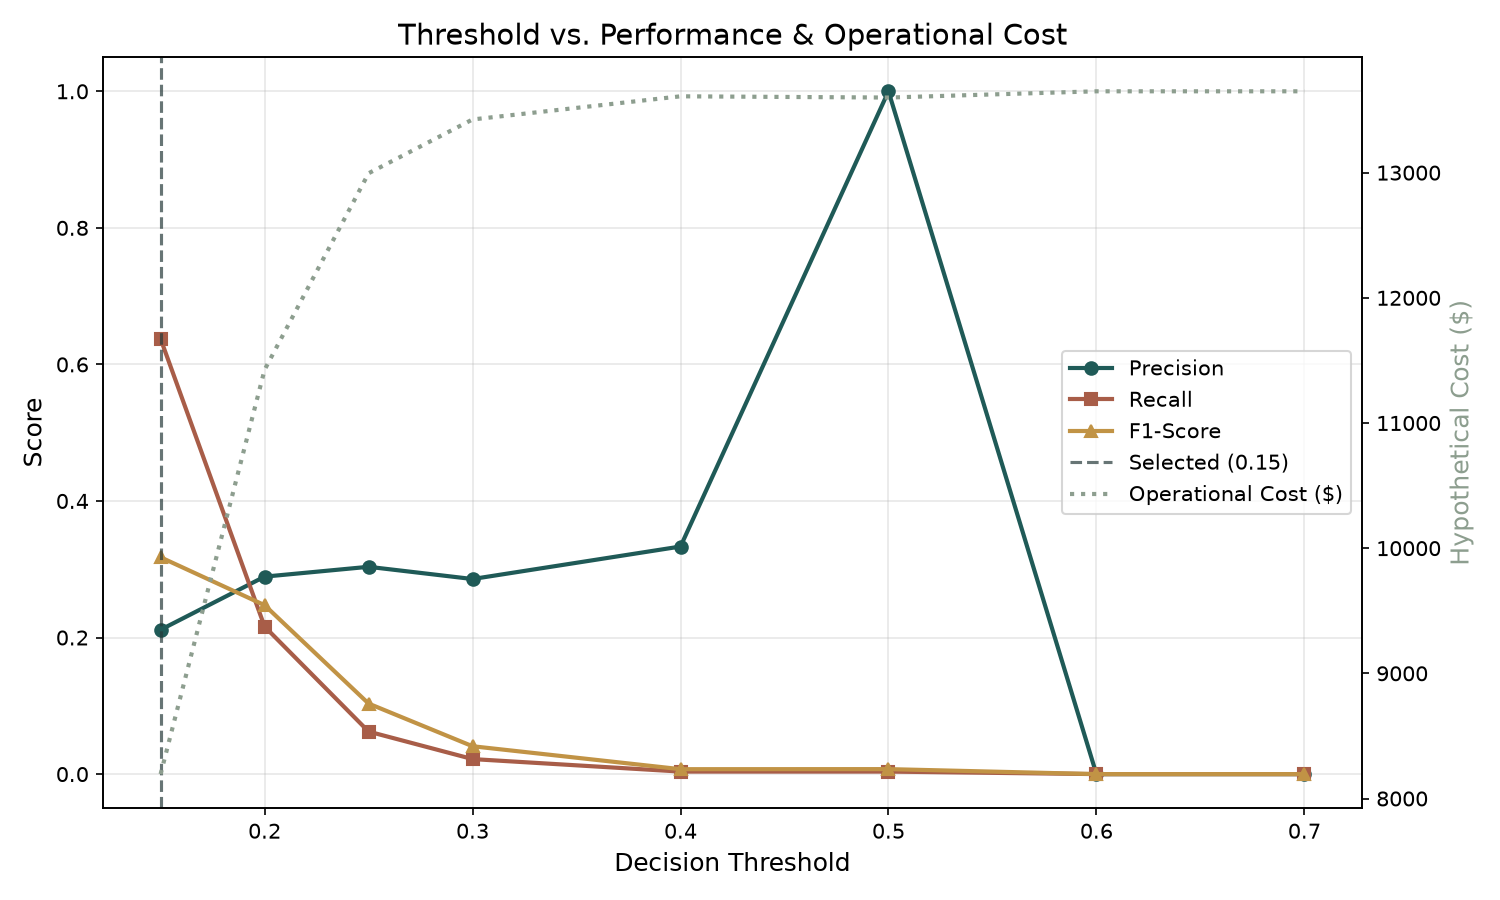 Threshold vs. Performance & Operational Cost
1.0
0.8
0.6
0.4
0.2
0.0
Score
0.2
0.3
0.4
0.5
0.6
0.7
Decision Threshold
13000
12000
11000
10000
9000
8000
Hypothetical Cost ($)
Precision
Recall
F1-Score
Selected (0.15)
Operational Cost ($)